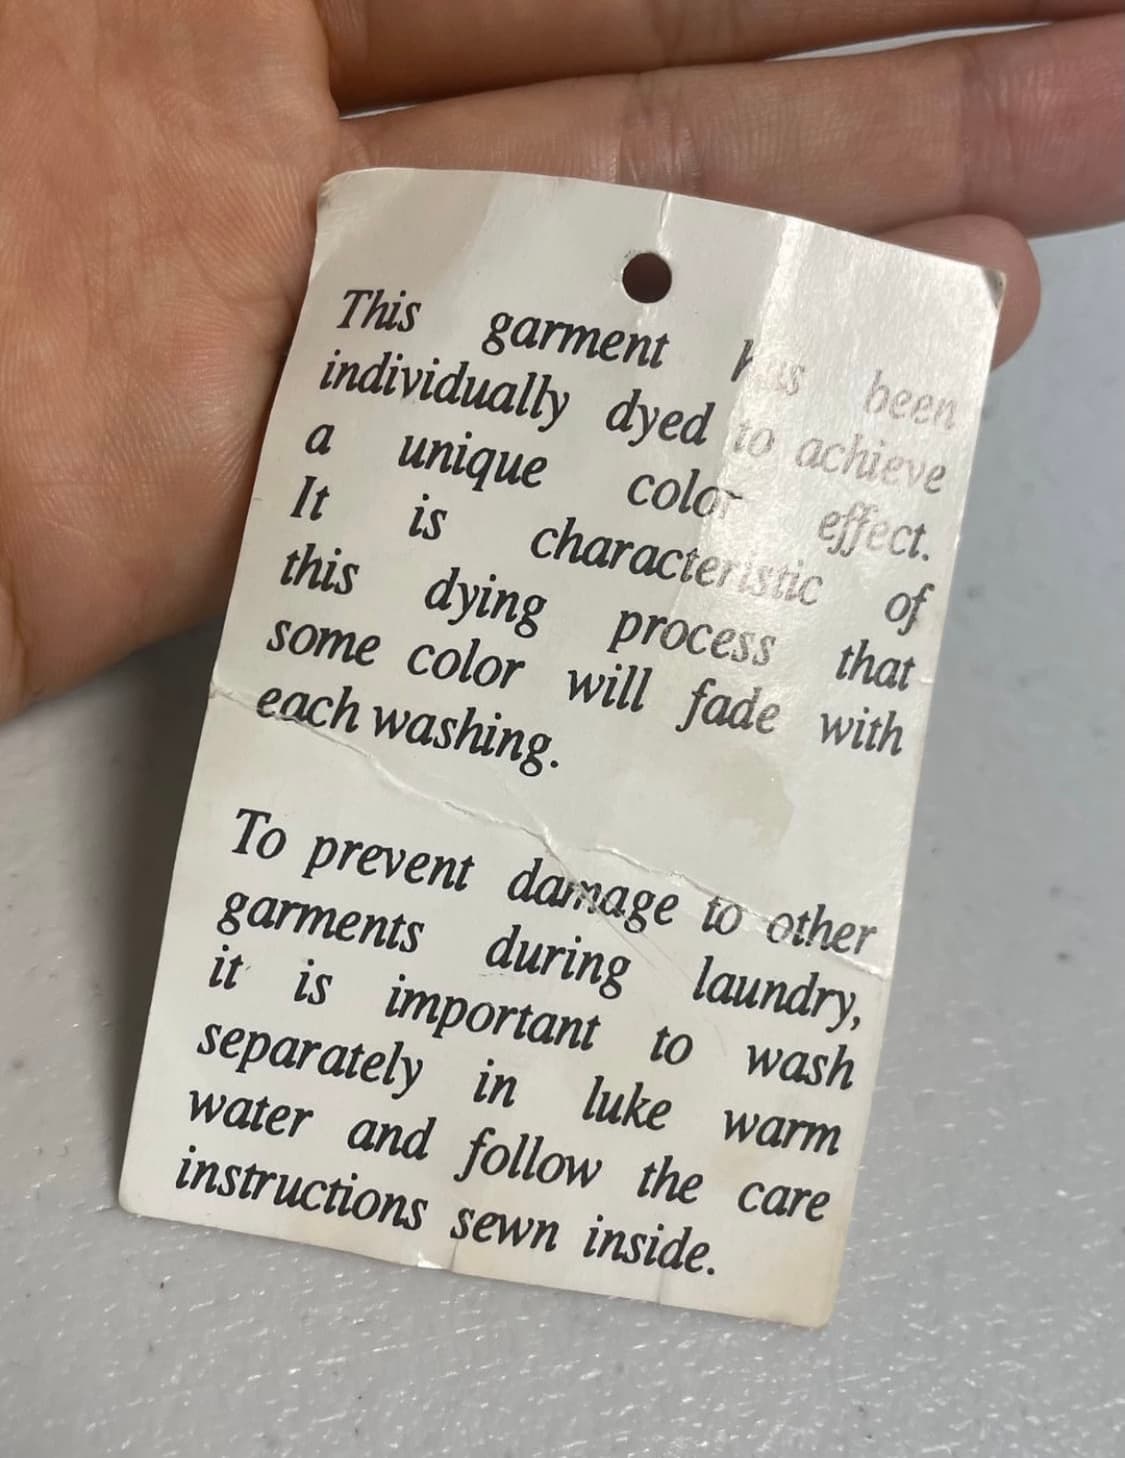 This garment has been
individually dyed to achieve
a unique color effect.
It is characteristic of
this dying process that
some color will fade with
each washing.
To prevent damage to other
garments during laundry,
it is important to wash
separately in luke warm
water and follow the care
instructions sewn inside.